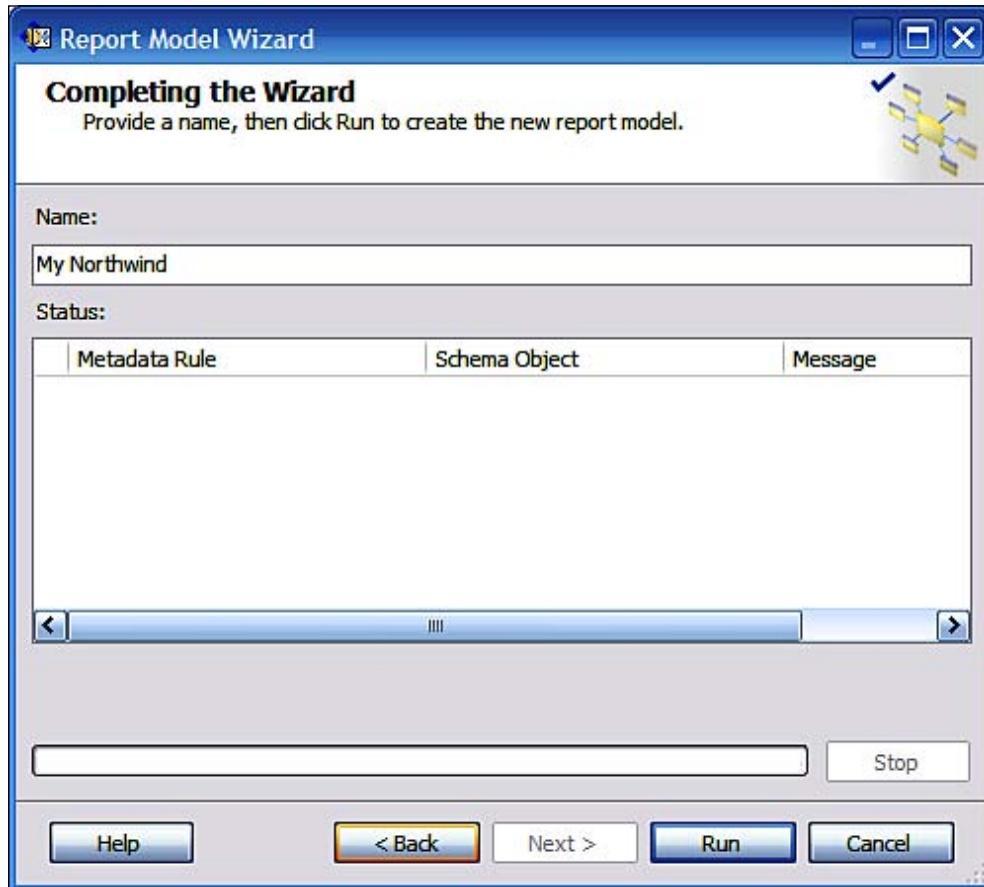 Report Model Wizard
Completing the Wizard
Provide a name, then click Run to create the new report model.
Name:
My Northwind
Status:
Metadata Rule Schema Object Message
Stop
Help < Back Next > Run Cancel